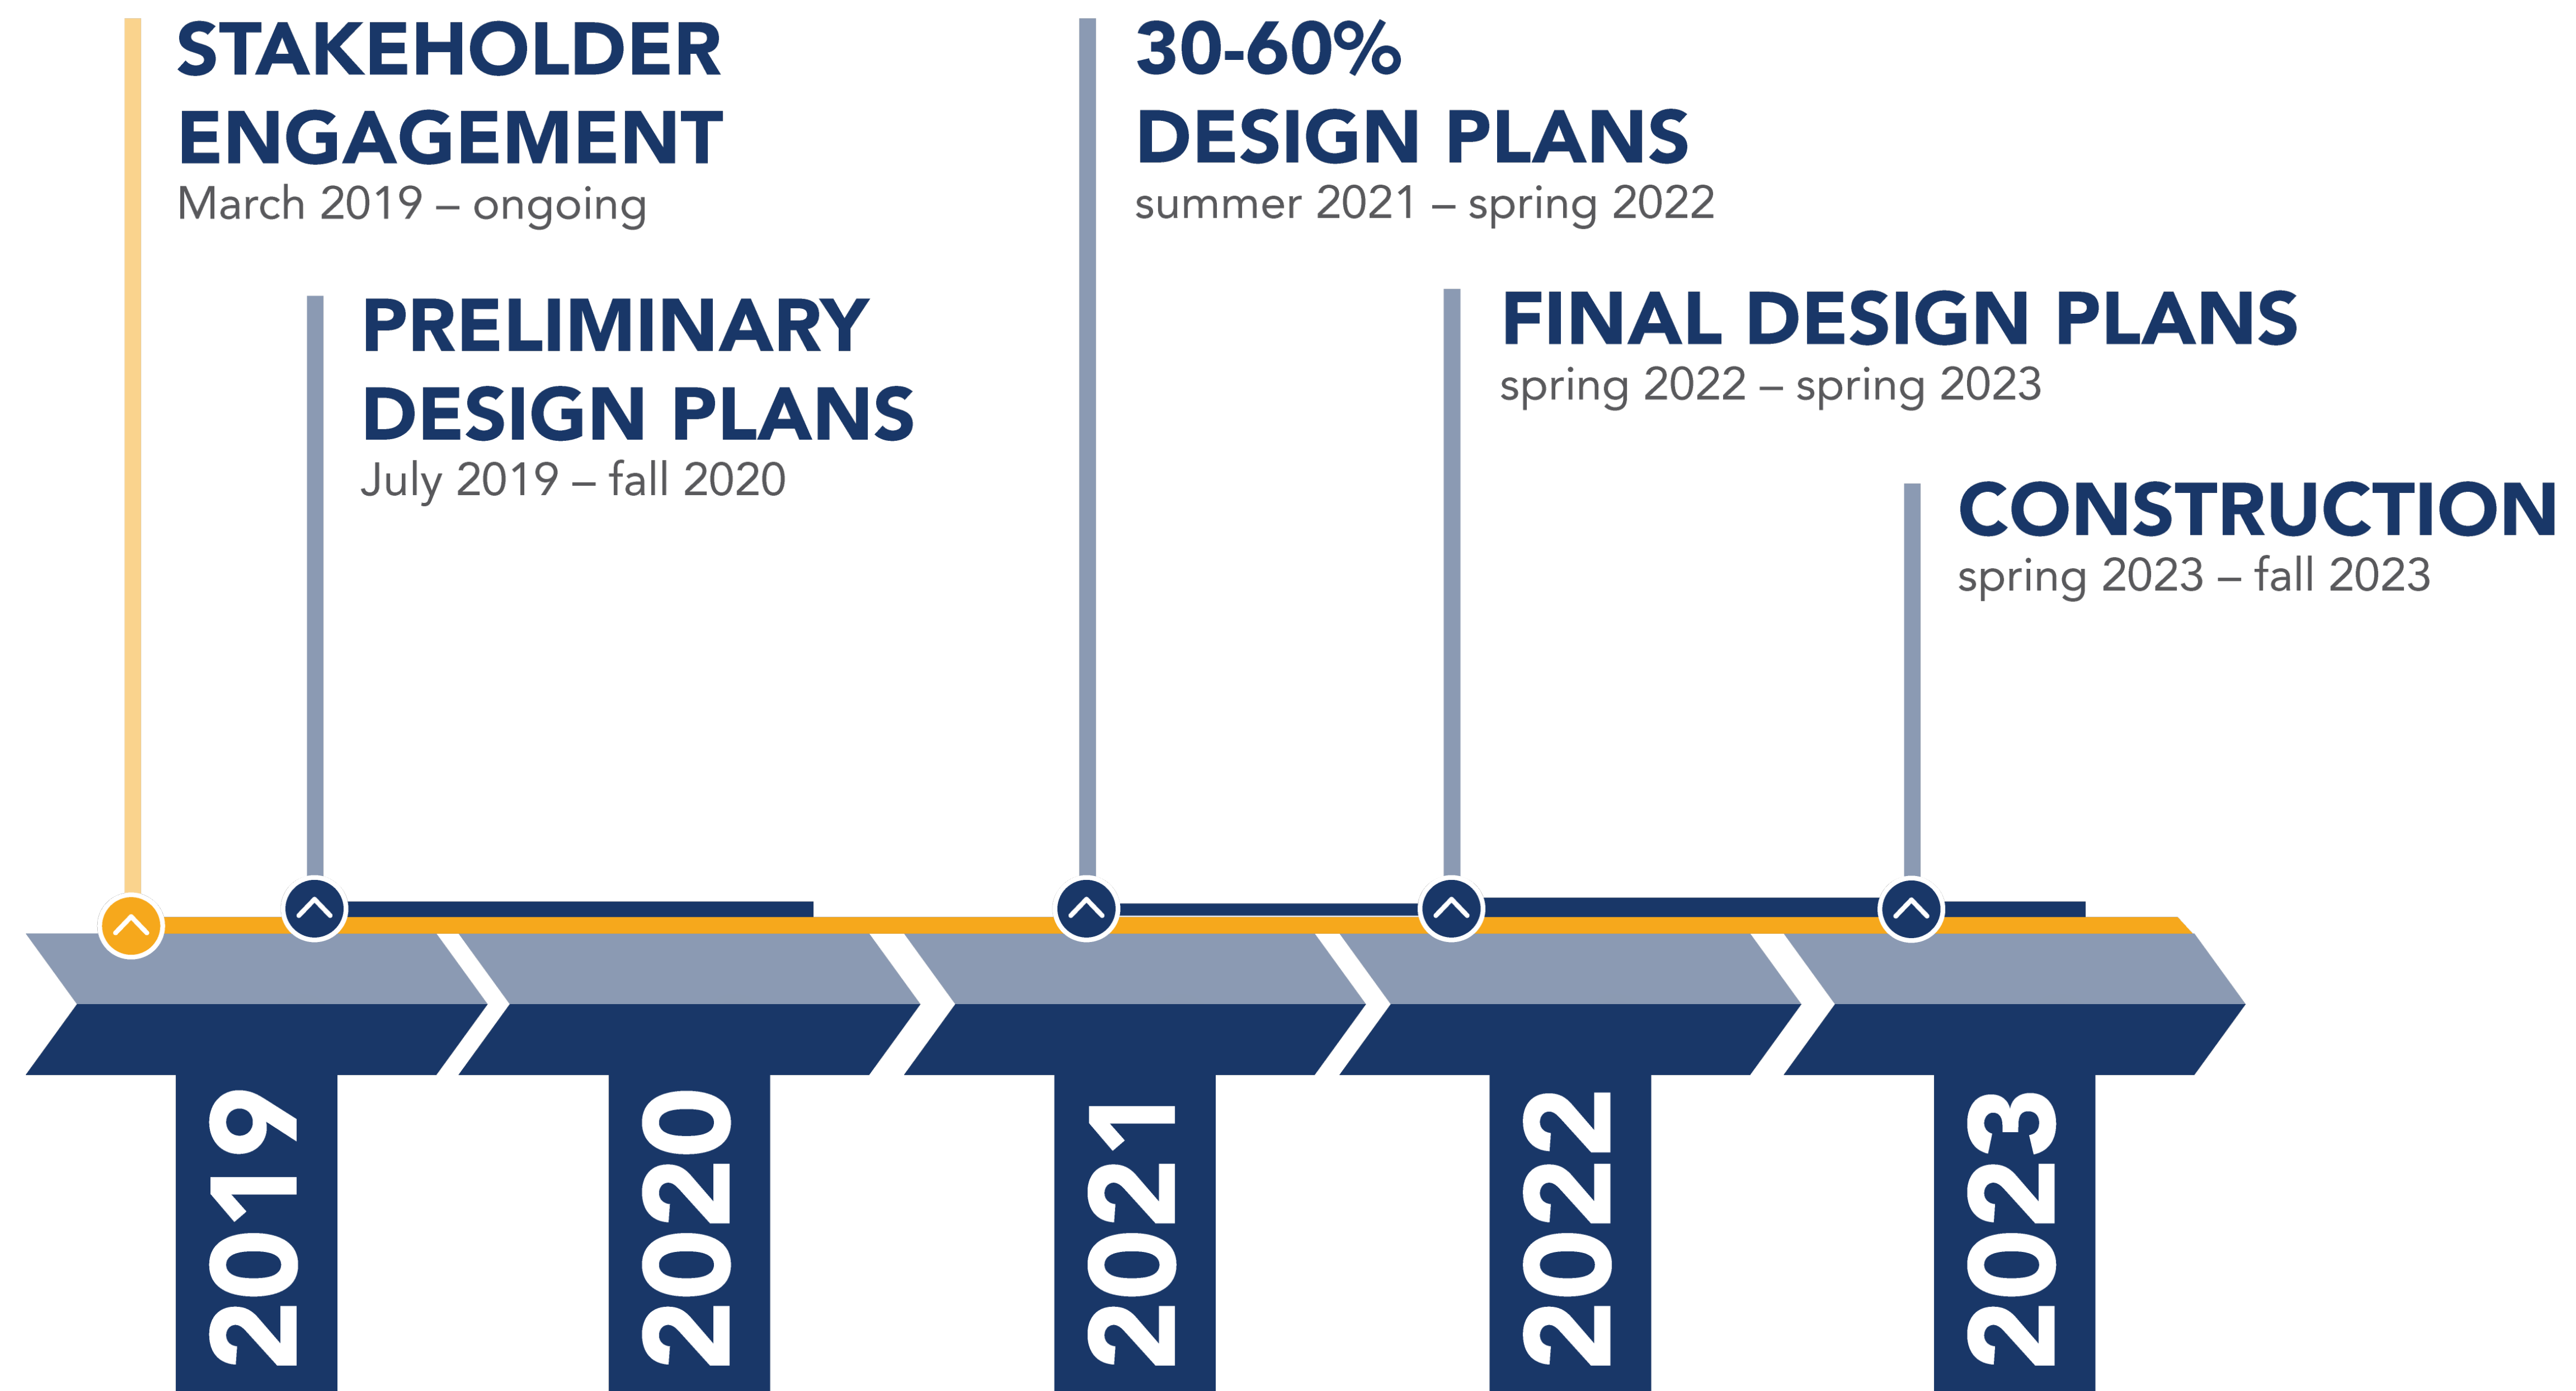 STAKEHOLDER
ENGAGEMENT
March 2019 – ongoing
PRELIMINARY
DESIGN PLANS
July 2019 – fall 2020
30-60%
DESIGN PLANS
summer 2021 – spring 2022
FINAL DESIGN PLANS
spring 2022 – spring 2023
CONSTRUCTION
spring 2023 – fall 2023
2019
2020
2021
2022
2023